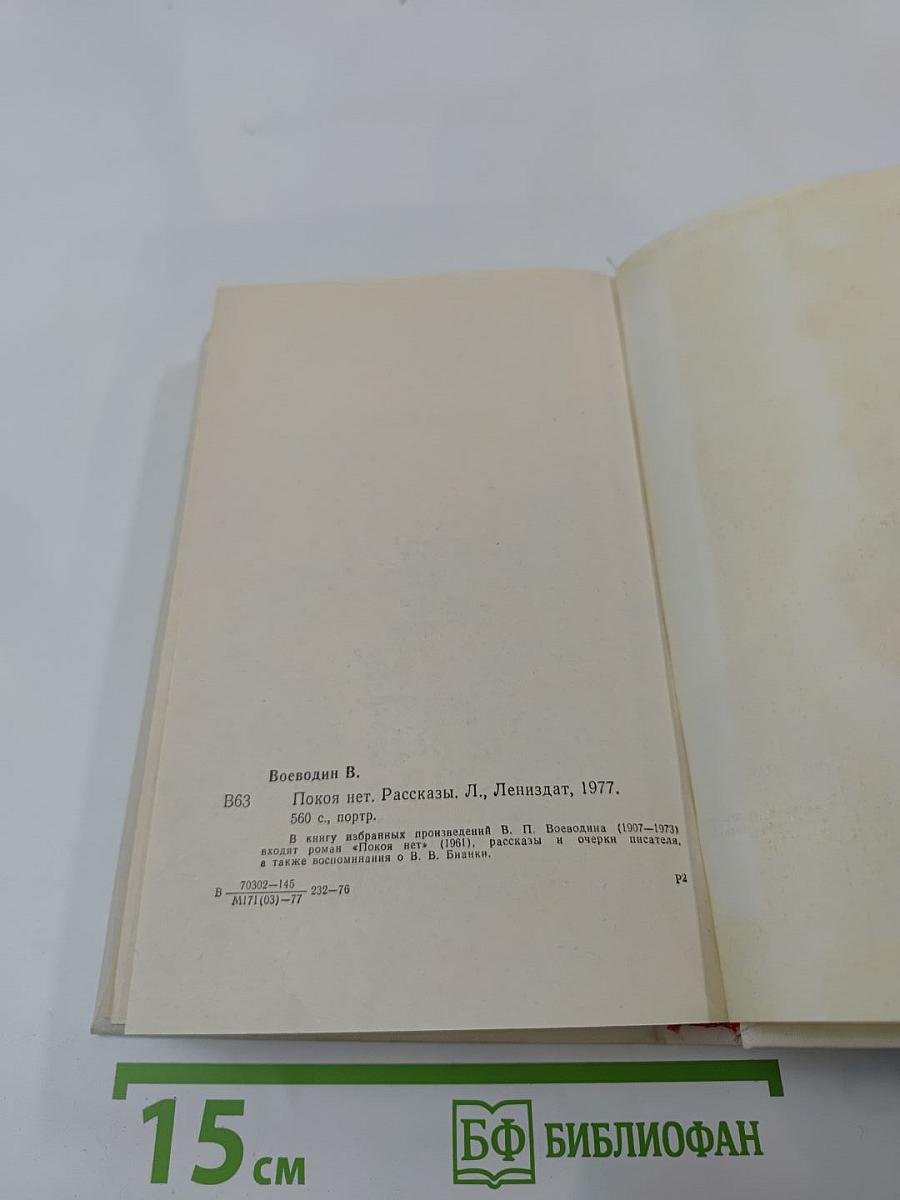 Воеводин В.
В63 Покоя нет. Рассказы. Л., Лениздат, 1977.
560 с., портр.
В книгу избранных произведений В. П. Воеводина (1907—1973)
входят роман «Покоя нет» (1961), рассказы и очерки писателя,
а также воспоминания о В. В. Бианки.
В 70302—145
М171(03)—77 232—76
Р2
15 см
БФ БИБЛИОФАН